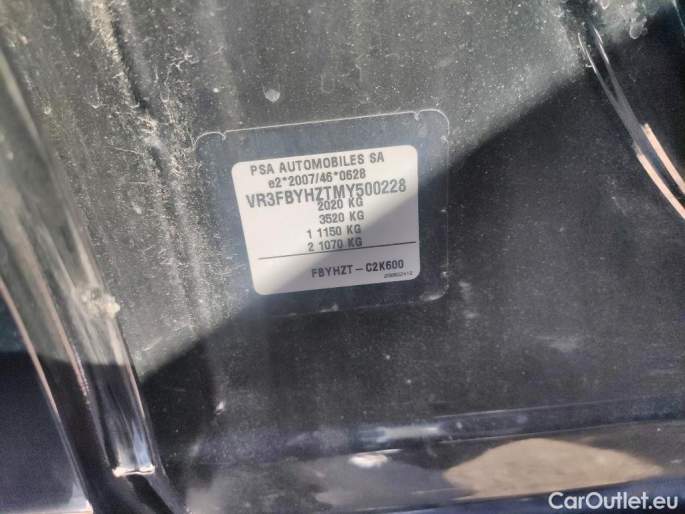 PSA AUTOMOBILES SA
e2*2007/46*0628
VR3FBYHZTMY500228
2020 KG
3520 KG
1 1150 KG
2 1070 KG
FBYHZT-C2K600
CarOutlet.eu